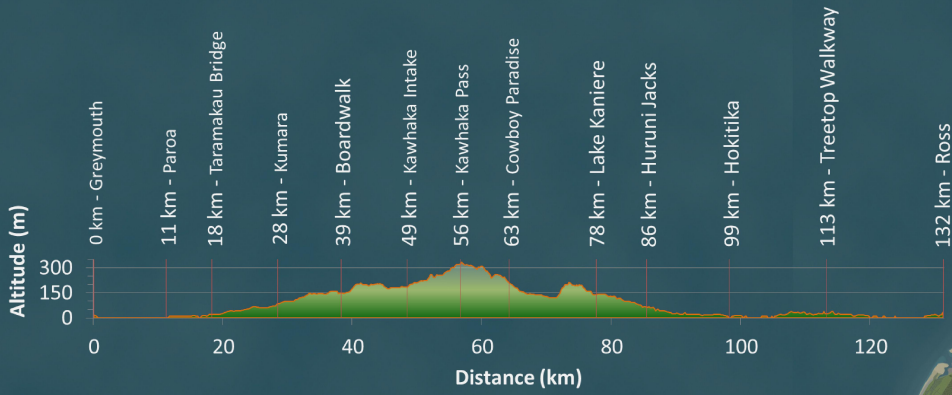 0 km - Greymouth
11 km - Paroa
18 km - Taramakau Bridge
28 km - Kumara
39 km - Boardwalk
49 km - Kawhaka Intake
56 km - Kawhaka Pass
63 km - Cowboy Paradise
78 km - Lake Kaniere
86 km - Huruni Jacks
99 km - Hokitika
113 km - Treetop Walkway
132 km - Ross
Altitude (m)
300
150
0
0
20
40
60
80
100
120
Distance (km)